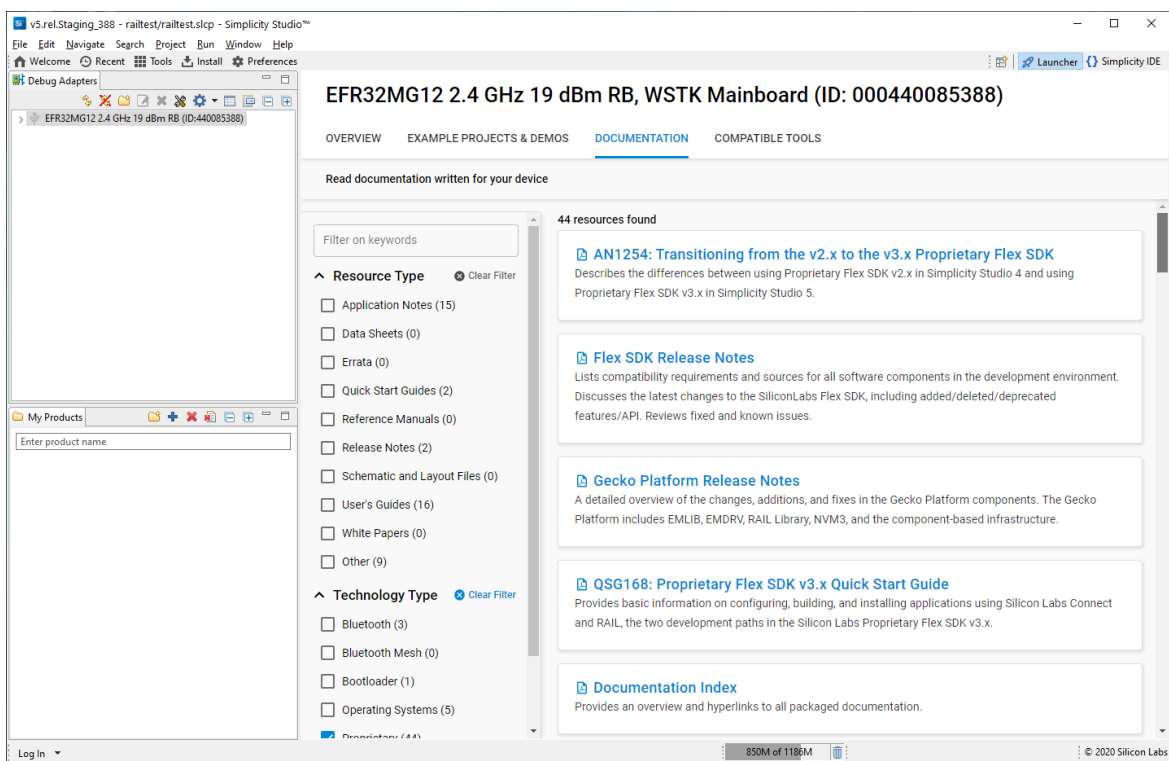 v5.rel.Staging_388 - railtest/railtest.slcp - Simplicity Studio™
File Edit Navigate Search Project Run Window Help
Welcome Recent Tools Install Preferences
Launcher Simplicity IDE
Debug Adapters
EFR32MG12 2.4 GHz 19 dBm RB (ID:440085388)
My Products
Enter product name
EFR32MG12 2.4 GHz 19 dBm RB, WSTK Mainboard (ID: 000440085388)
OVERVIEW EXAMPLE PROJECTS & DEMOS DOCUMENTATION COMPATIBLE TOOLS
Read documentation written for your device
Filter on keywords
Resource Type Clear Filter
Application Notes (15)
Data Sheets (0)
Errata (0)
Quick Start Guides (2)
Reference Manuals (0)
Release Notes (2)
Schematic and Layout Files (0)
User's Guides (16)
White Papers (0)
Other (9)
Technology Type Clear Filter
Bluetooth (3)
Bluetooth Mesh (0)
Bootloader (1)
Operating Systems (5)
Proprietary (44)
44 resources found
AN1254: Transitioning from the v2.x to the v3.x Proprietary Flex SDK
Describes the differences between using Proprietary Flex SDK v2.x in Simplicity Studio 4 and using
Proprietary Flex SDK v3.x in Simplicity Studio 5.
Flex SDK Release Notes
Lists compatibility requirements and sources for all software components in the development environment.
Discusses the latest changes to the SiliconLabs Flex SDK, including added/deleted/deprecated
features/API. Reviews fixed and known issues.
Gecko Platform Release Notes
A detailed overview of the changes, additions, and fixes in the Gecko Platform components. The Gecko
Platform includes EMLIB, EMDRV, RAIL Library, NVM3, and the component-based infrastructure.
QSG168: Proprietary Flex SDK v3.x Quick Start Guide
Provides basic information on configuring, building, and installing applications using Silicon Labs Connect
and RAIL, the two development paths in the Silicon Labs Proprietary Flex SDK v3.x.
Documentation Index
Provides an overview and hyperlinks to all packaged documentation.
Log In
850M of 1186M
© 2020 Silicon Labs